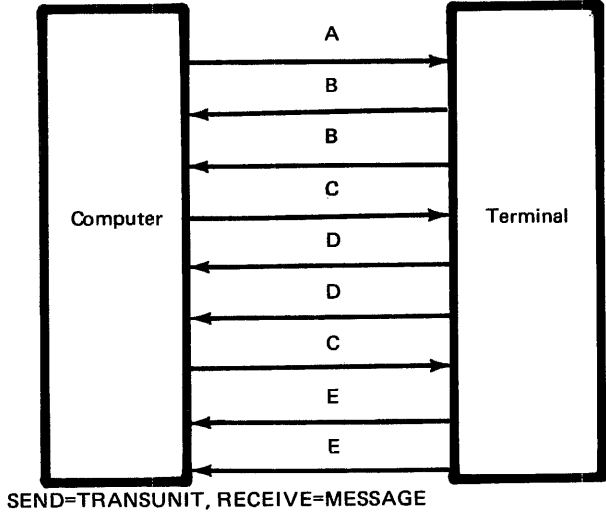 A
B
B
C
Computer
Terminal
D
D
C
E
E
SEND=TRANSUNIT, RECEIVE=MESSAGE